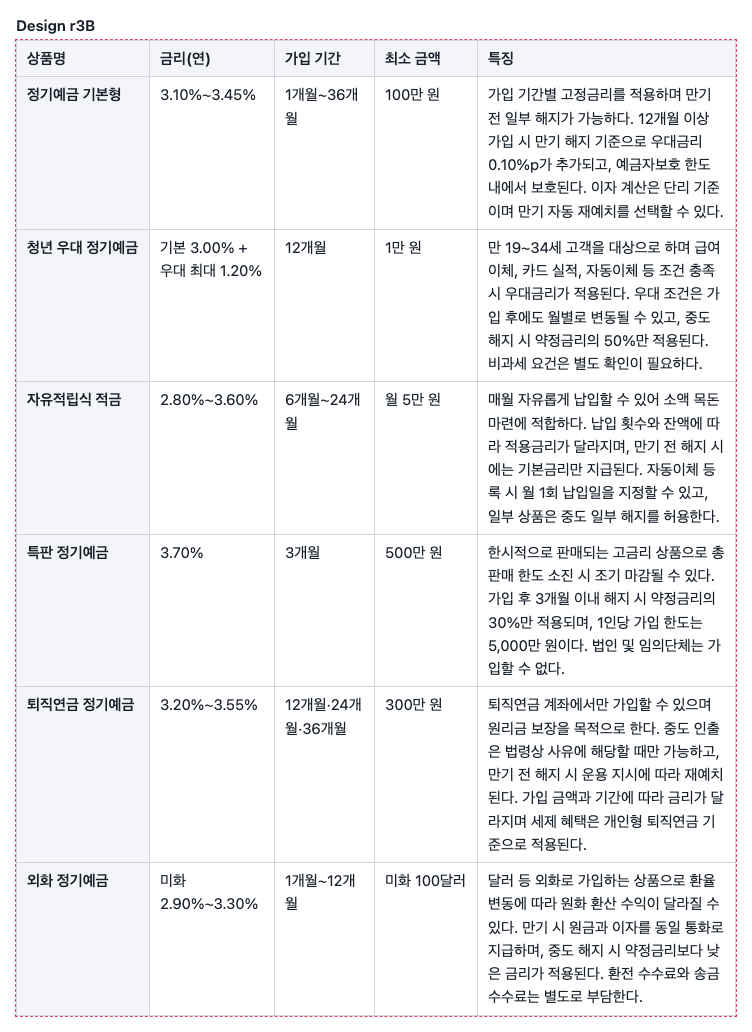 Design r3B
상품명 금리(연) 가입 기간 최소 금액 특징
정기예금 기본형
3.10%~3.45%
1개월~36개
월
100만 원
가입 기간별 고정금리를 적용하며 만기
전 일부 해지가 가능하다. 12개월 이상
가입 시 만기 해지 기준으로 우대금리
0.10%p가 추가되고, 예금자보호 한도
내에서 보호된다. 이자 계산은 단리 기준
이며 만기 자동 재예치를 선택할 수 있다.
청년 우대 정기예금
기본 3.00% +
우대 최대 1.20%
12개월
1만 원
만 19~34세 고객을 대상으로 하며 급여
이체, 카드 실적, 자동이체 등 조건 충족
시 우대금리가 적용된다. 우대 조건은 가
입 후에도 월별로 변동될 수 있고, 중도
해지 시 약정금리의 50%만 적용된다.
비과세 요건은 별도 확인이 필요하다.
자유적립식 적금
2.80%~3.60%
6개월~24개
월
월 5만 원
매월 자유롭게 납입할 수 있어 소액 목돈
마련에 적합하다. 납입 횟수와 잔액에 따
라 적용금리가 달라지며, 만기 전 해지 시
에는 기본금리만 지급된다. 자동이체 등
록 시 월 1회 납입일을 지정할 수 있고,
일부 상품은 중도 일부 해지를 허용한다.
특판 정기예금
3.70%
3개월
500만 원
한시적으로 판매되는 고금리 상품으로 총
판매 한도 소진 시 조기 마감될 수 있다.
가입 후 3개월 이내 해지 시 약정금리의
30%만 적용되며, 1인당 가입 한도는
5,000만 원이다. 법인 및 임의단체는 가
입할 수 없다.
퇴직연금 정기예금
3.20%~3.55%
12개월·24개
월·36개월
300만 원
퇴직연금 계좌에서만 가입할 수 있으며
원리금 보장을 목적으로 한다. 중도 인출
은 법령상 사유에 해당할 때만 가능하고,
만기 전 해지 시 운용 지시에 따라 재예치
된다. 가입 금액과 기간에 따라 금리가 달
라지며 세제 혜택은 개인형 퇴직연금 기
준으로 적용된다.
외화 정기예금
미화
2.90%~3.30%
1개월~12개
월
미화 100달러
달러 등 외화로 가입하는 상품으로 환율
변동에 따라 원화 환산 수익이 달라질 수
있다. 만기 시 원금과 이자를 동일 통화로
지급하며, 중도 해지 시 약정금리보다 낮
은 금리가 적용된다. 환전 수수료와 송금
수수료는 별도로 부담한다.